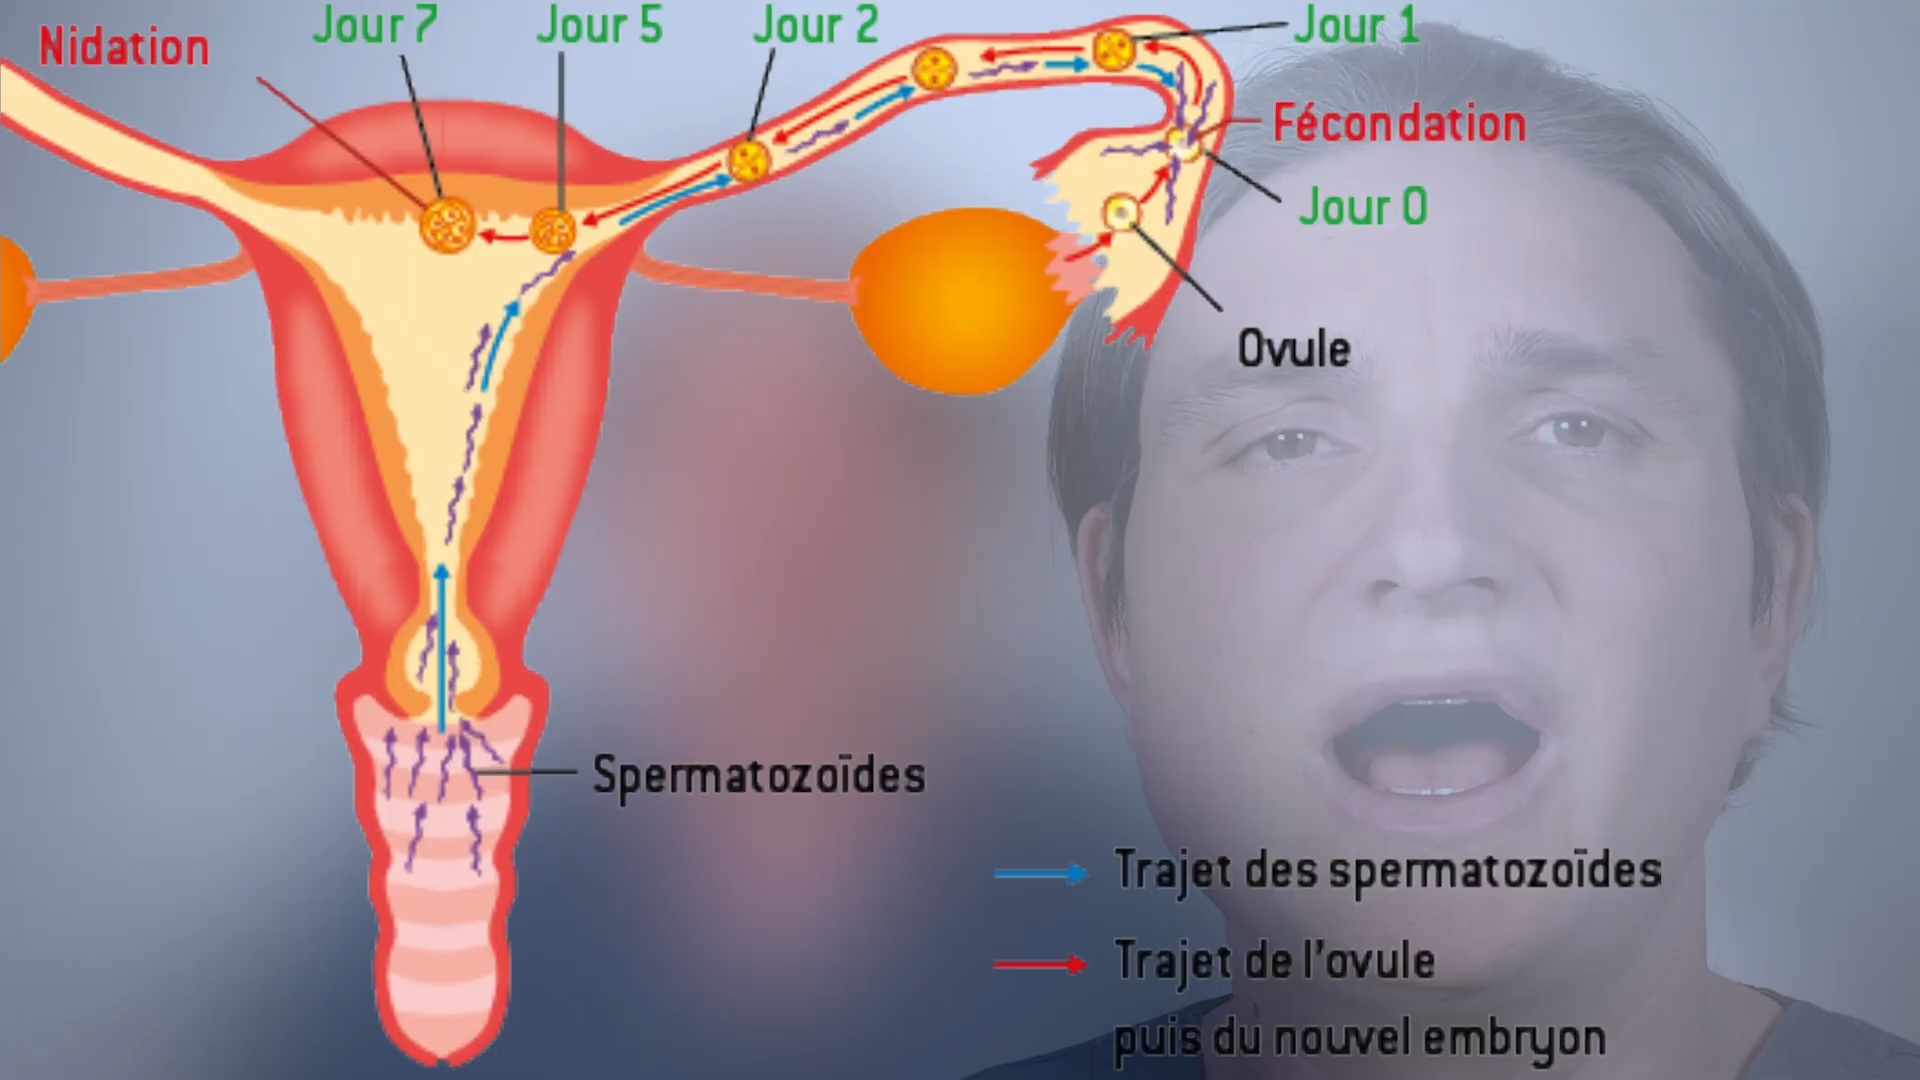 Nidation
Jour 7
Jour 5
Jour 2
Jour 1
Fécondation
Jour 0
Ovule
Spermatozoïdes
Trajet des spermatozoïdes
Trajet de l'ovule
puis du nouvel embryon